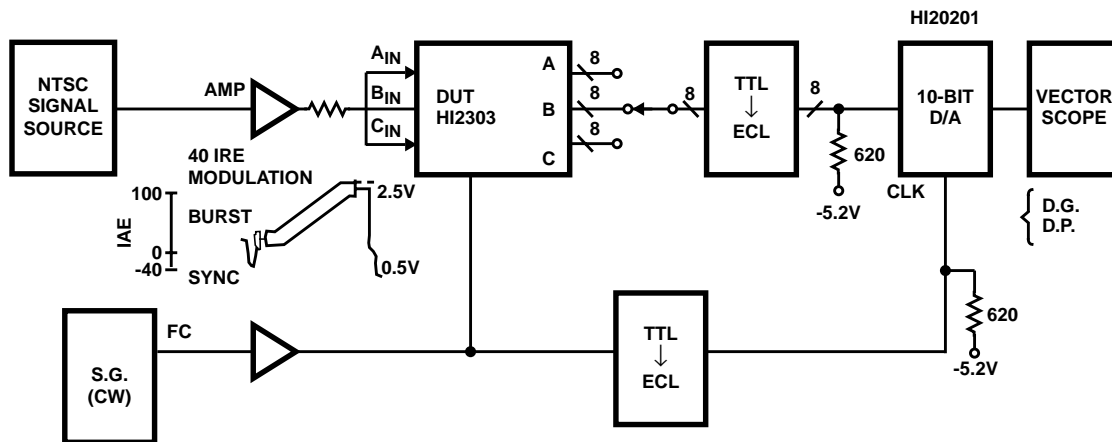 HI20201
NTSC
SIGNAL
SOURCE
AMP
A_IN
B_IN
C_IN
DUT
HI2303
A
B
C
8
8
8
8
TTL
↓
ECL
8
620
-5.2V
10-BIT
D/A
CLK
VECTOR
SCOPE
D.G.
D.P.
40 IRE
MODULATION
100
BURST
IAE
0
-40
SYNC
2.5V
0.5V
S.G.
(CW)
FC
TTL
↓
ECL
620
-5.2V